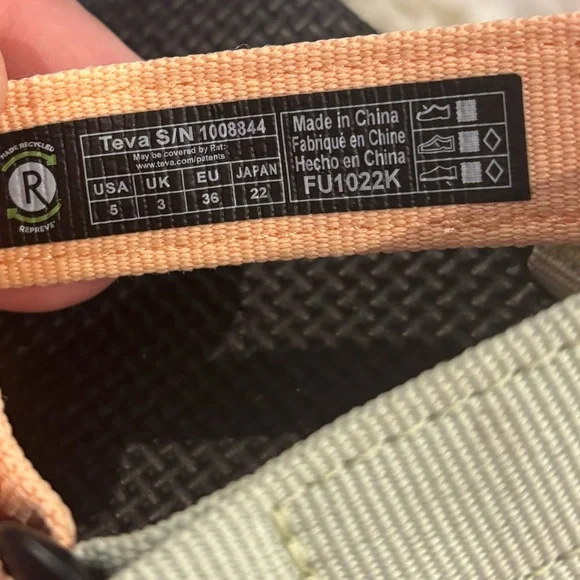 MADE RECYCLED
R
REPREVE
Teva S/N 1008844
May be covered by Pat:
www.teva.com/patents
USA UK EU JAPAN
5 3 36 22
Made in China
Fabriqué en Chine
Hecho en China
FU1022K